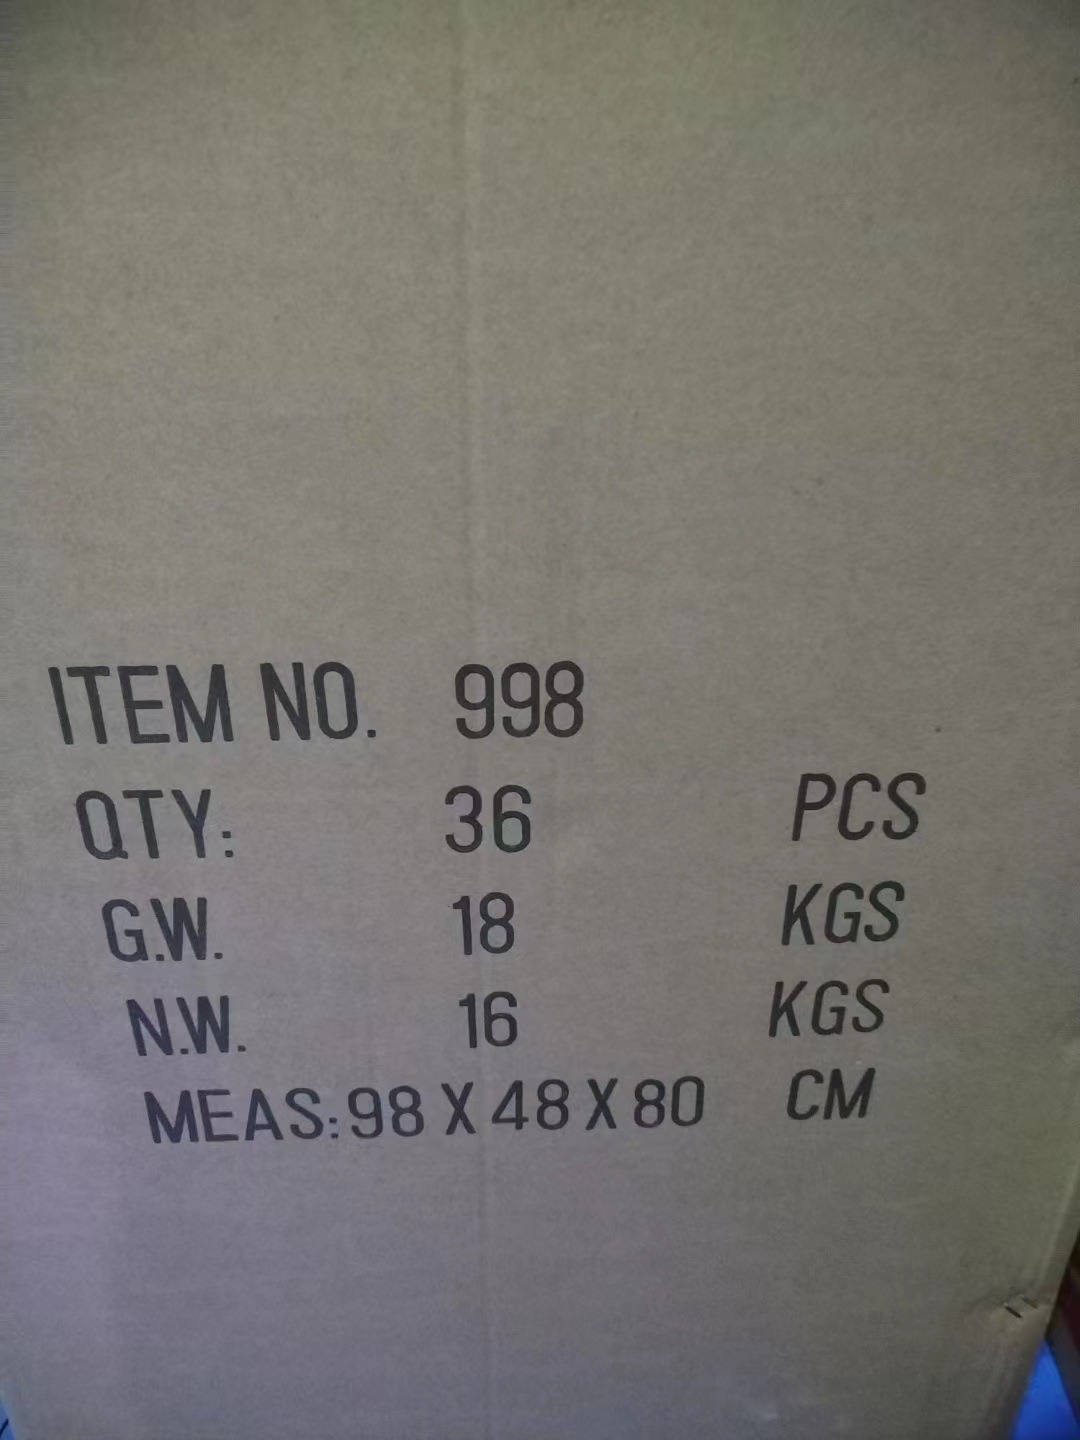 ITEM NO. 998
QTY: 36 PCS
G.W. 18 KGS
N.W. 16 KGS
MEAS: 98 X 48 X 80 CM